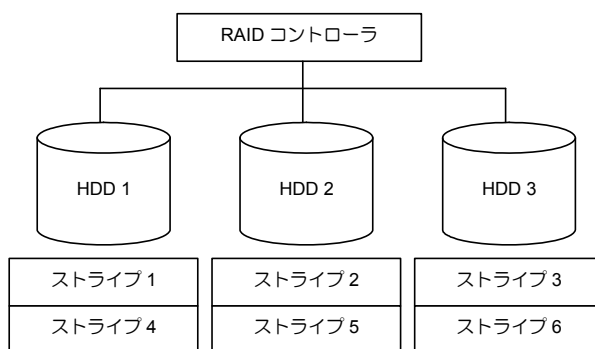 RAID コントローラ
HDD 1
HDD 2
HDD 3
ストライプ 1
ストライプ 2
ストライプ 3
ストライプ 4
ストライプ 5
ストライプ 6